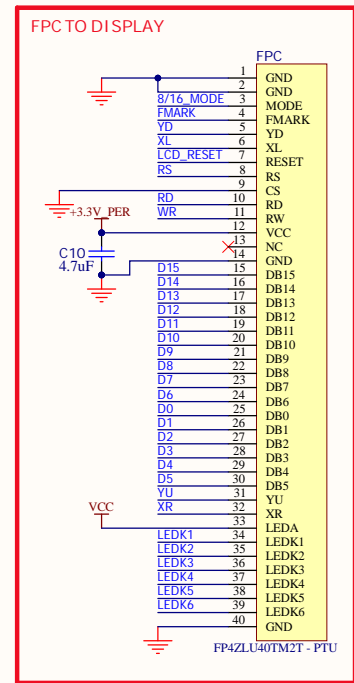 FPC TO DISPLAY
FPC
1 GND
2 GND
8/16_MODE 3 MODE
FMARK 4 FMARK
YD 5 YD
XL 6 XL
LCD_RESET 7 RESET
RS 8 RS
9 CS
RD 10 RD
+3.3V_PER WR 11 RW
12 VCC
13 NC
C10 14 GND
4.7uF D15 15 DB15
D14 16 DB14
D13 17 DB13
D12 18 DB12
D11 19 DB11
D10 20 DB10
D9 21 DB9
D8 22 DB8
D7 23 DB7
D6 24 DB6
D0 25 DB0
D1 26 DB1
D2 27 DB2
D3 28 DB3
D4 29 DB4
D5 30 DB5
YU 31 YU
VCC XR 32 XR
33 LEDA
LEDK1 34 LEDK1
LEDK2 35 LEDK2
LEDK3 36 LEDK3
LEDK4 37 LEDK4
LEDK5 38 LEDK5
LEDK6 39 LEDK6
40 GND
FP4ZLU40TM2T - PTU